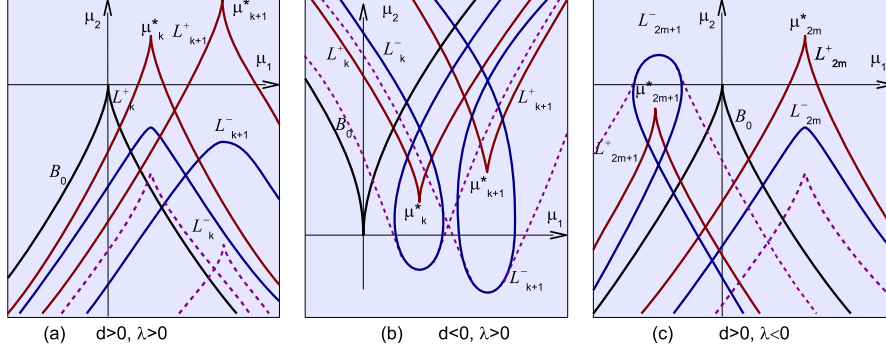 μ₂ μ*ₖ L⁺ₖ₊₁ μ*ₖ₊₁
μ₁
L⁺ₖ
B₀
L⁻ₖ₊₁
L⁻ₖ
(a) d>0, λ>0
μ₂
L⁺ₖ L⁻ₖ
L⁺ₖ₊₁
B₀
μ*ₖ₊₁
μ*ₖ
μ₁
L⁻ₖ₊₁
(b) d<0, λ>0
L⁻₂ₘ₊₁ μ₂ μ*₂ₘ
L⁺₂ₘ
μ₁
μ*₂ₘ₊₁
B₀ L⁻₂ₘ
L⁺₂ₘ₊₁
(c) d>0, λ<0